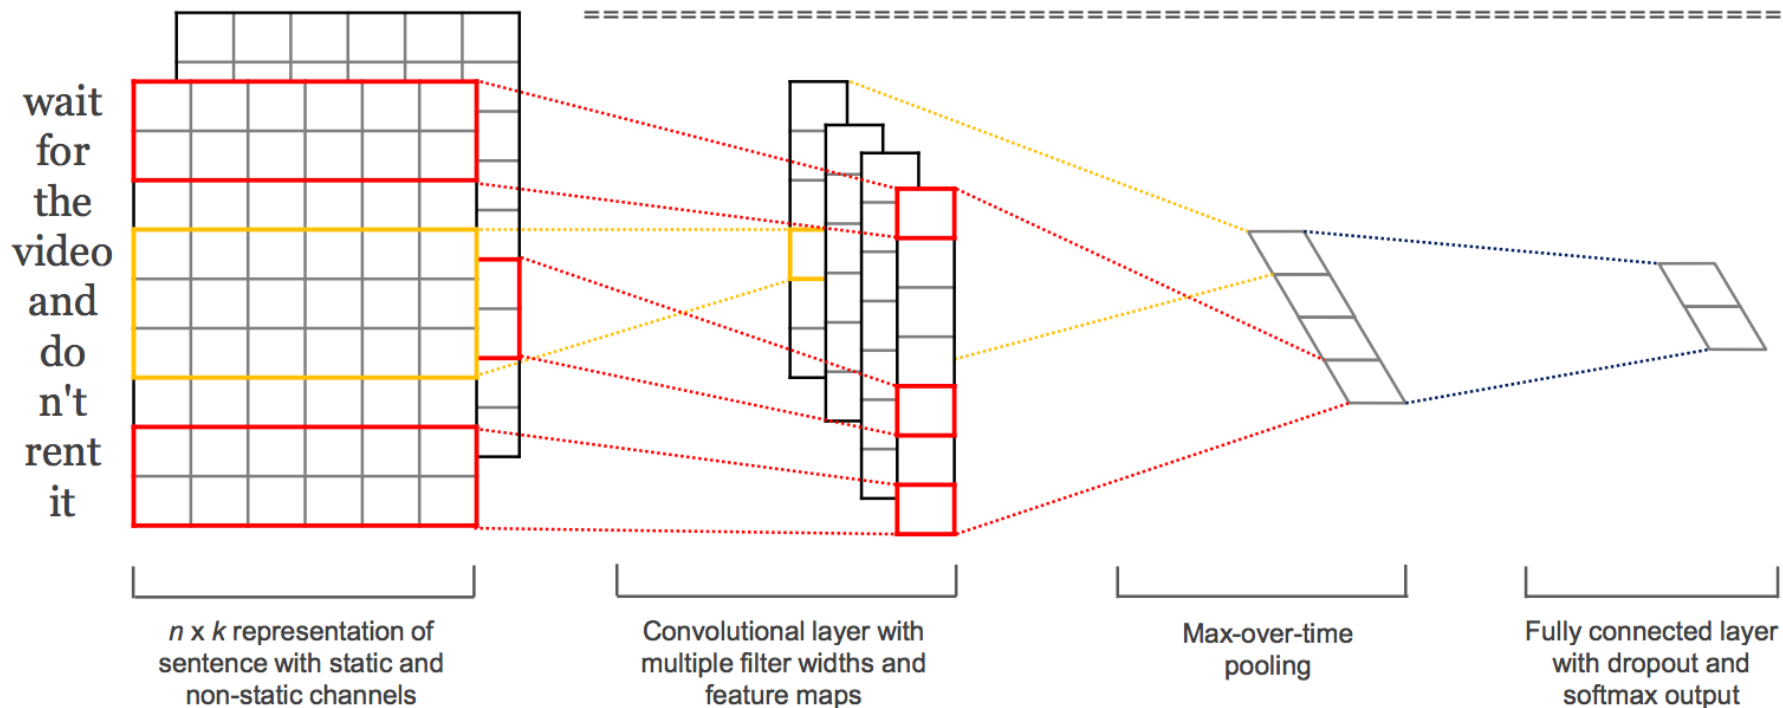 wait
for
the
video
and
do
n't
rent
it
n x k representation of
sentence with static and
non-static channels
Convolutional layer with
multiple filter widths and
feature maps
Max-over-time
pooling
Fully connected layer
with dropout and
softmax output